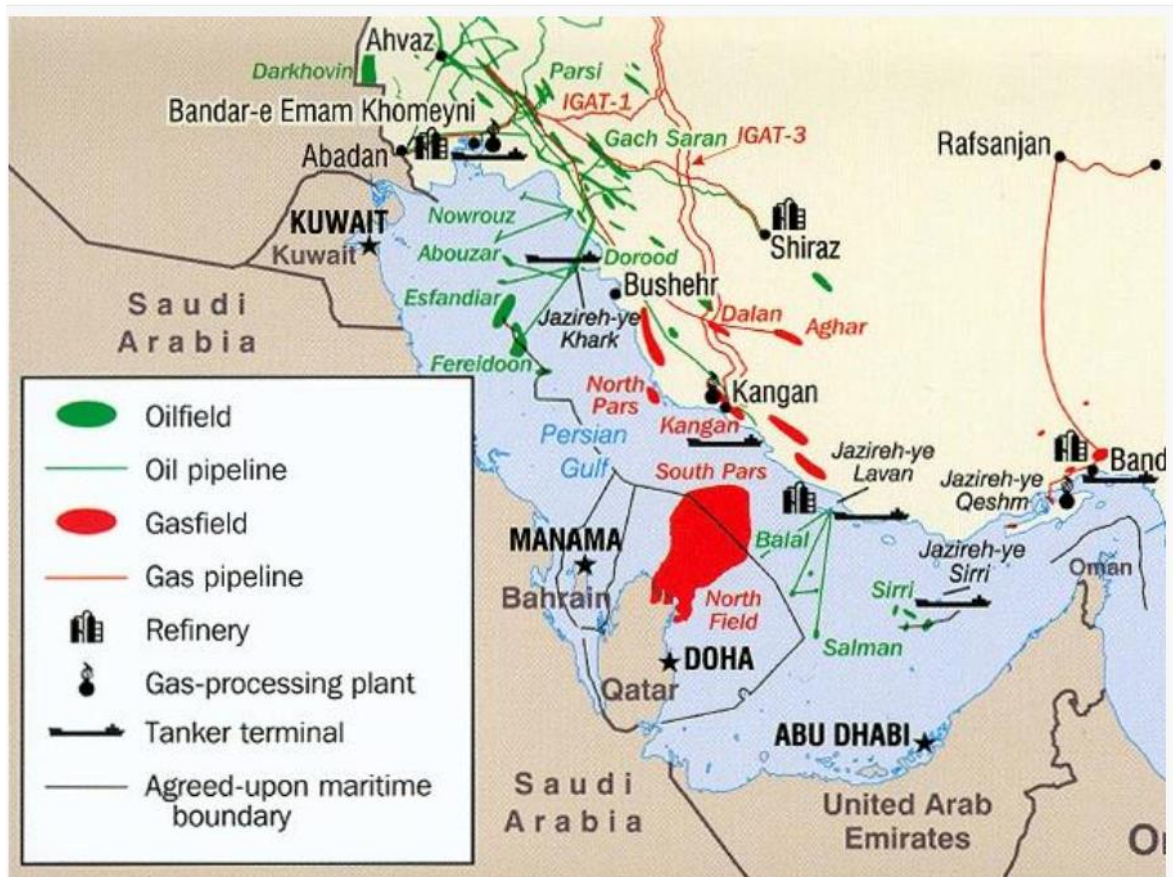 Ahvaz
Darkhovin
Parsi
Bandar-e Emam Khomeyni
IGAT-1
Gach Saran
IGAT-3
Rafsanjan
Abadan
Nowrouz
KUWAIT
Kuwait
Shiraz
Abouzar
Dorood
Bushehr
Saudi
Arabia
Esfandiar
Jazireh-ye
Khark
Dalan
Aghar
Fereidoon
North
Pars
Kangan
Kangan
Persian
Gulf
South Pars
Jazireh-ye
Lavan
Jazireh-ye
Qeshm
Band
MANAMA
Bahrain
Balal
Jazireh-ye
Sirri
Oman
Sirri
North
Field
Salman
DOHA
Qatar
ABU DHABI
Saudi
Arabia
United Arab
Emirates
O
Oilfield
Oil pipeline
Gasfield
Gas pipeline
Refinery
Gas-processing plant
Tanker terminal
Agreed-upon maritime
boundary